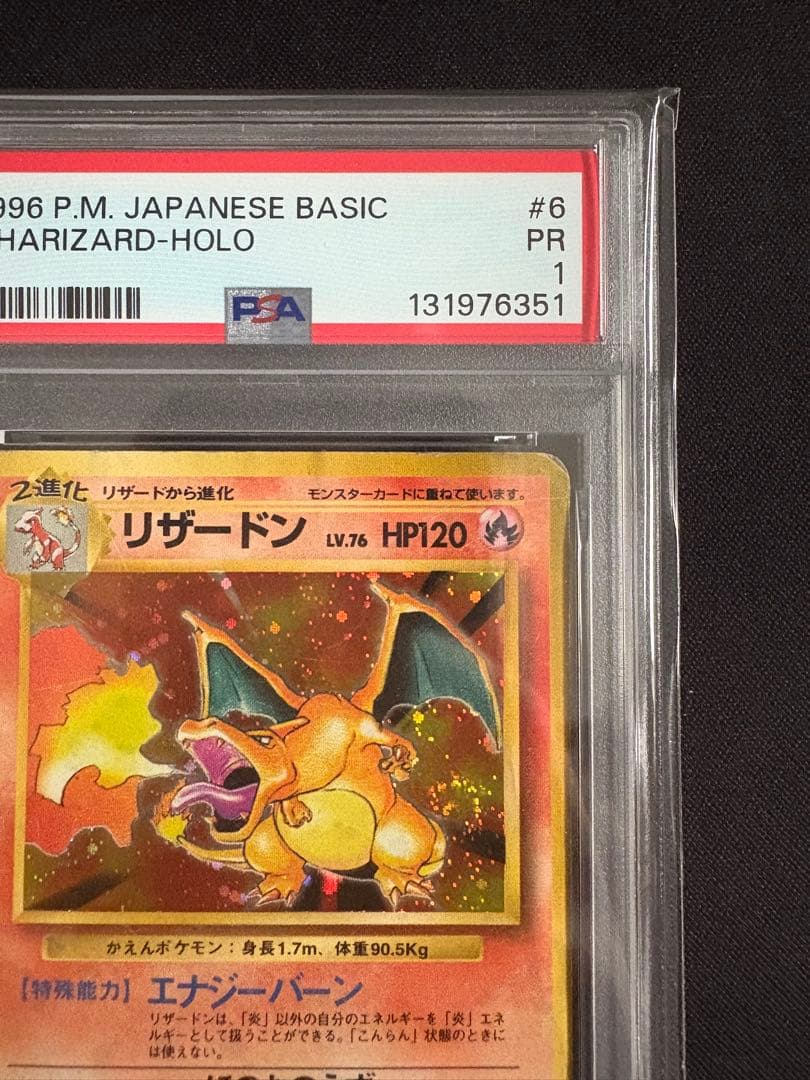 996 P.M. JAPANESE BASIC #6
HARIZARD-HOLO PR
1
PSA 131976351
2進化 リザードから進化 モンスターカードに重ねて使います。
リザードン LV.76 HP120
かえんポケモン：身長1.7m、体重90.5Kg
【特殊能力】 エナジーバーン
リザードンは、「炎」以外の自分のエネルギーを「炎」エネ
ルギーとして扱うことができる。「こんらん」状態のときに
は使えない。